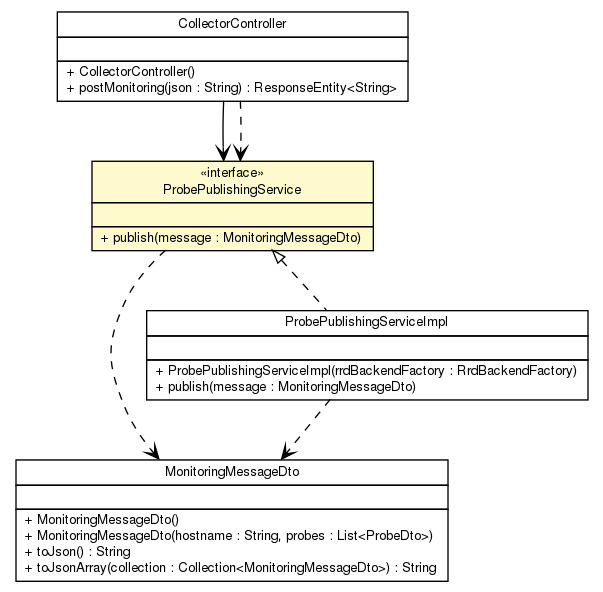 CollectorController
+ CollectorController()
+ postMonitoring(json : String) : ResponseEntity<String>
«interface»
ProbePublishingService
+ publish(message : MonitoringMessageDto)
ProbePublishingServiceImpl
+ ProbePublishingServiceImpl(rrdBackendFactory : RrdBackendFactory)
+ publish(message : MonitoringMessageDto)
MonitoringMessageDto
+ MonitoringMessageDto()
+ MonitoringMessageDto(hostname : String, probes : List<ProbeDto>)
+ toJson() : String
+ toJsonArray(collection : Collection<MonitoringMessageDto>) : String